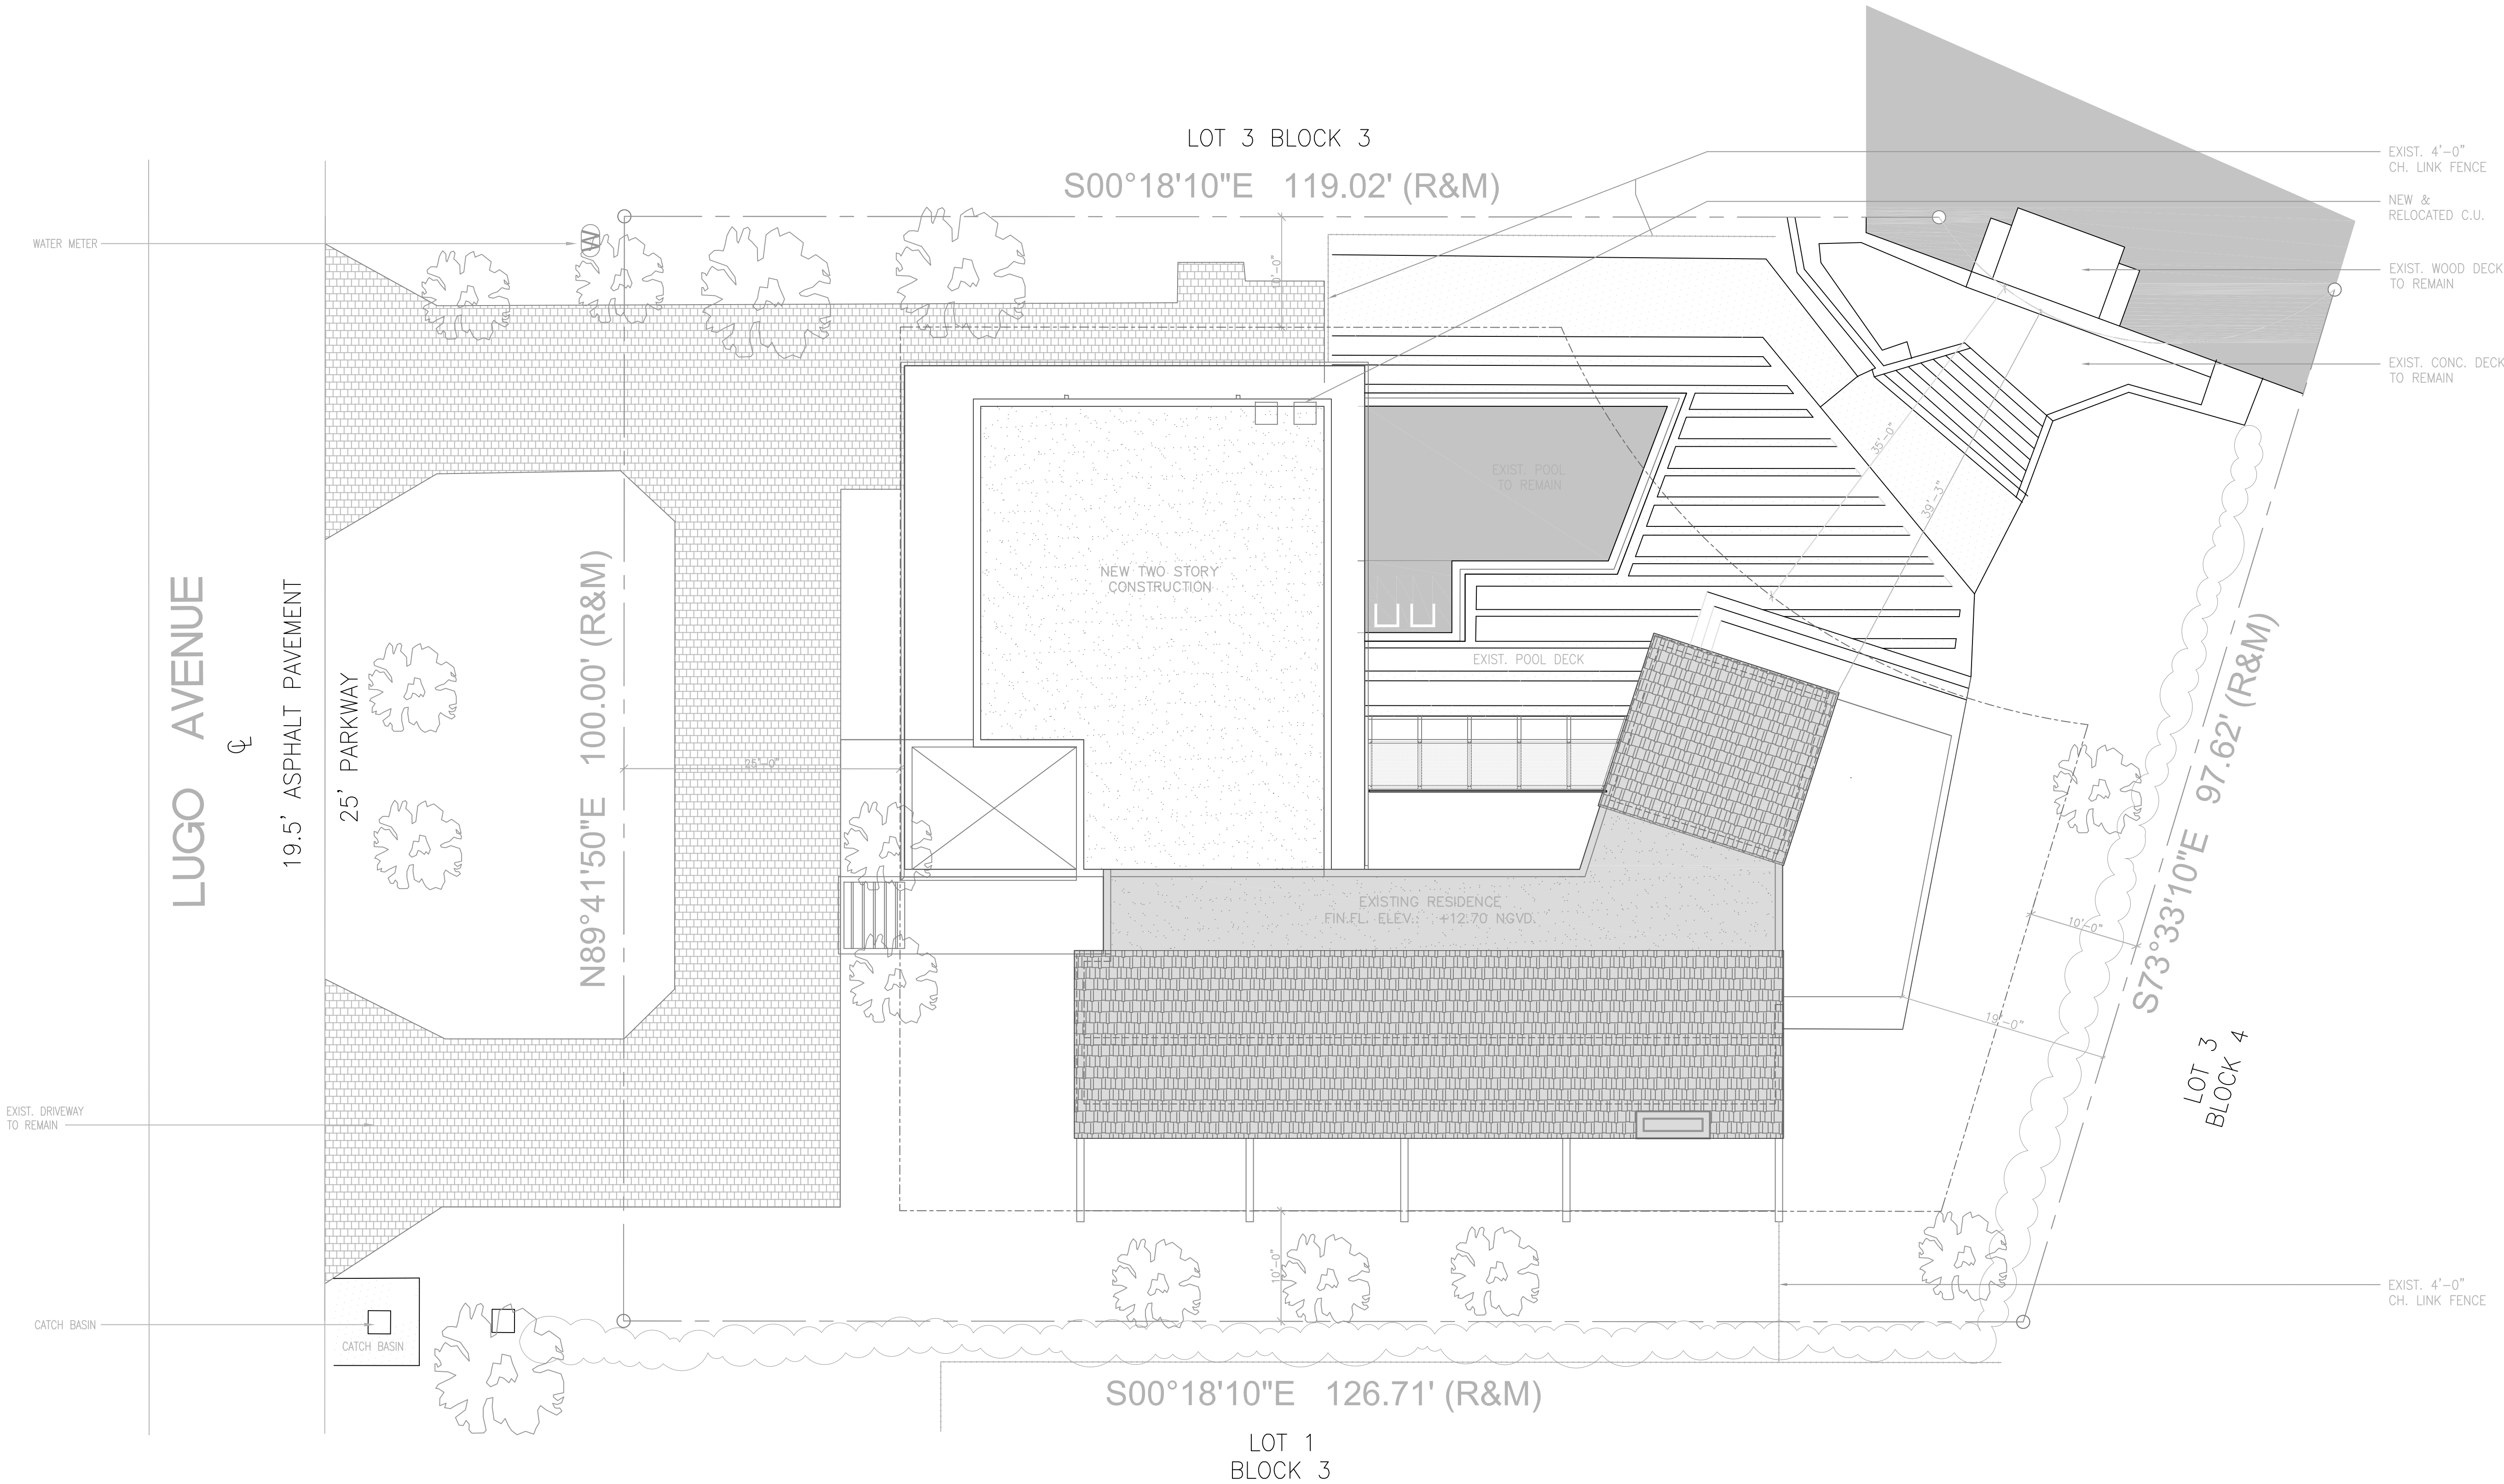 LOT 3 BLOCK 3
S00°18'10"E 119.02' (R&M)
EXIST. 4'-0"
CH. LINK FENCE
NEW &
RELOCATED C.U.
WATER METER
W
EXIST. WOOD DECK
TO REMAIN
EXIST. CONC. DECK
TO REMAIN
35'-0"
39'-3"
EXIST. POOL
TO REMAIN
NEW TWO STORY
CONSTRUCTION
EXIST. POOL DECK
LUGO AVENUE
℄
19.5' ASPHALT PAVEMENT
25' PARKWAY
N89°41'50"E 100.00' (R&M)
25'-0"
EXISTING RESIDENCE
FIN.FL. ELEV.: +12.70 NGVD.
S73°33'10"E 97.62' (R&M)
10'-0"
19'-0"
LOT 3
BLOCK 4
EXIST. DRIVEWAY
TO REMAIN
10'-0"
EXIST. 4'-0"
CH. LINK FENCE
CATCH BASIN
CATCH BASIN
S00°18'10"E 126.71' (R&M)
LOT 1
BLOCK 3